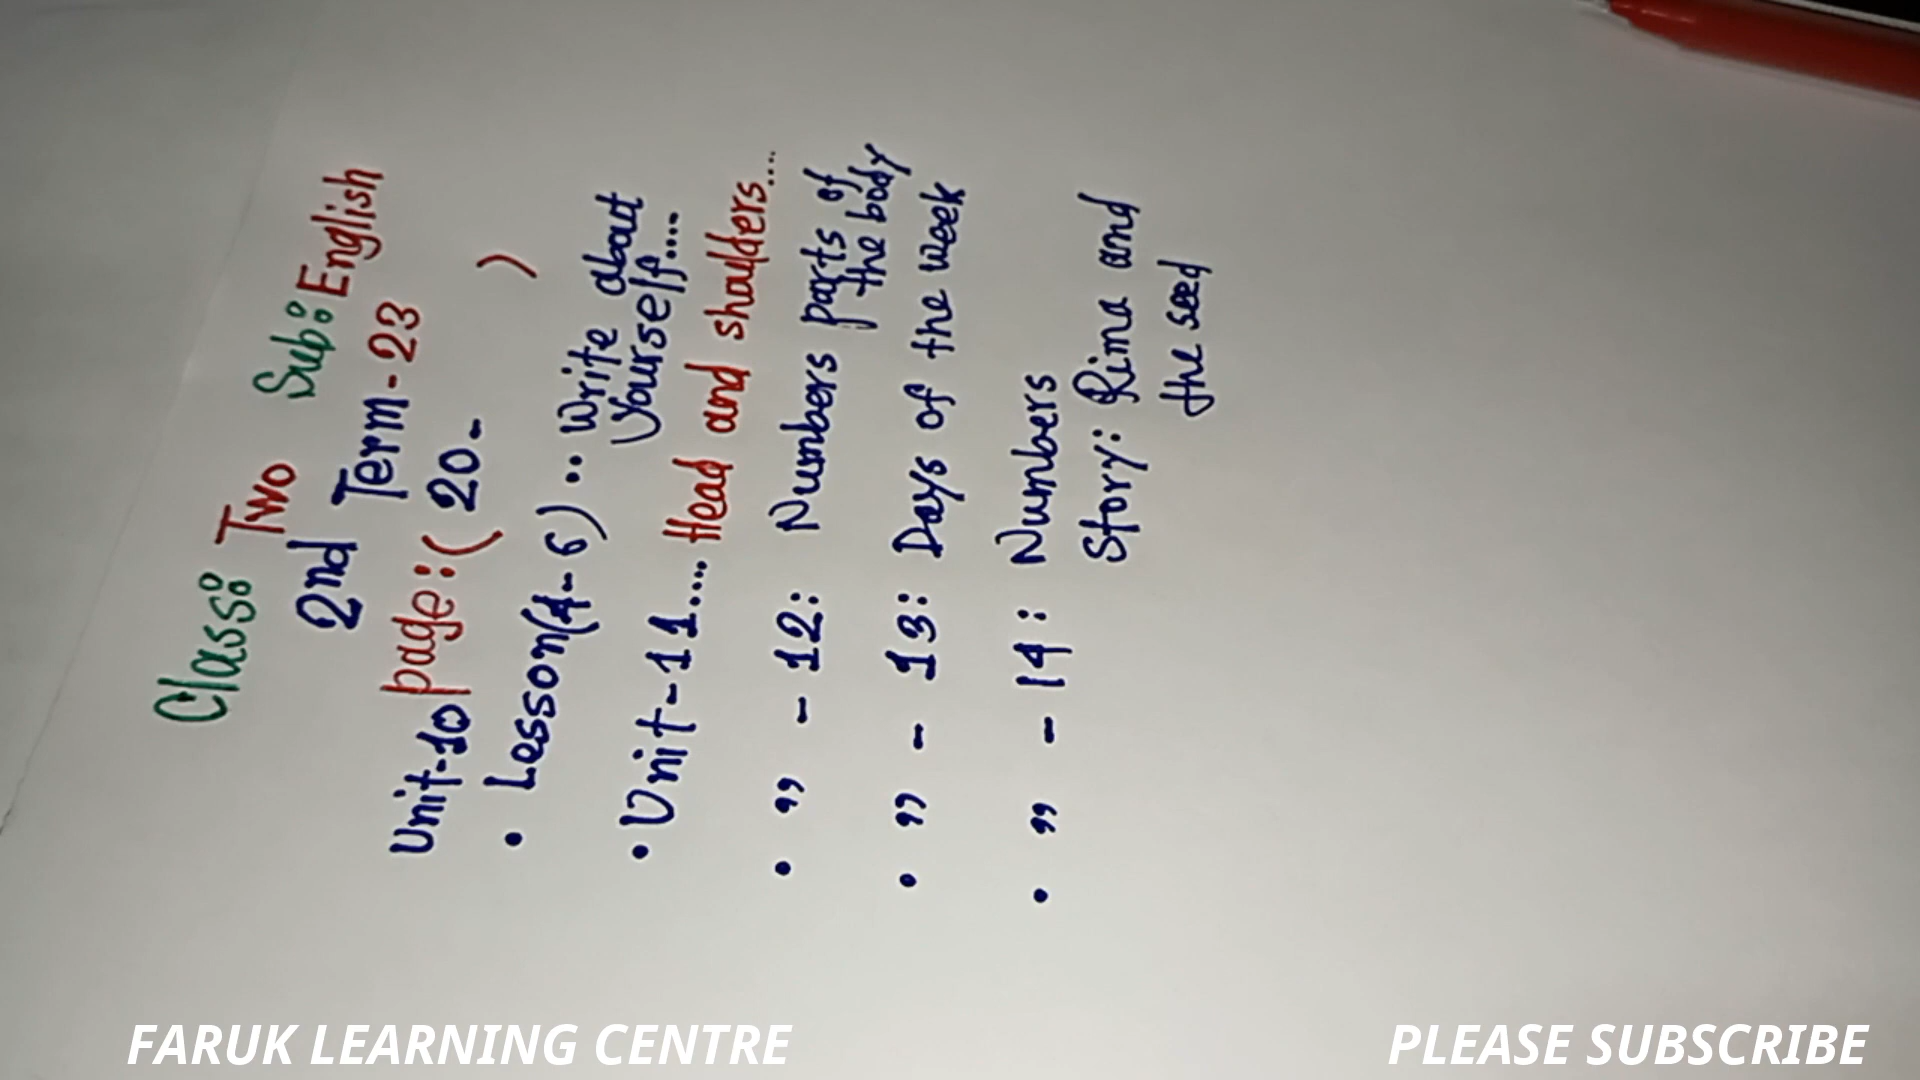 Class: Two Sub: English
2nd Term-23
Unit-10 page: ( 20- )
• Lesson(4-6) .. Write about
Yourself....
• Unit-11.... Head and shoulders....
• " - 12: Numbers parts of
the body
• " - 13: Days of the week
• " - 14: Numbers
Story: Rima and
the seed
FARUK LEARNING CENTRE
PLEASE SUBSCRIBE